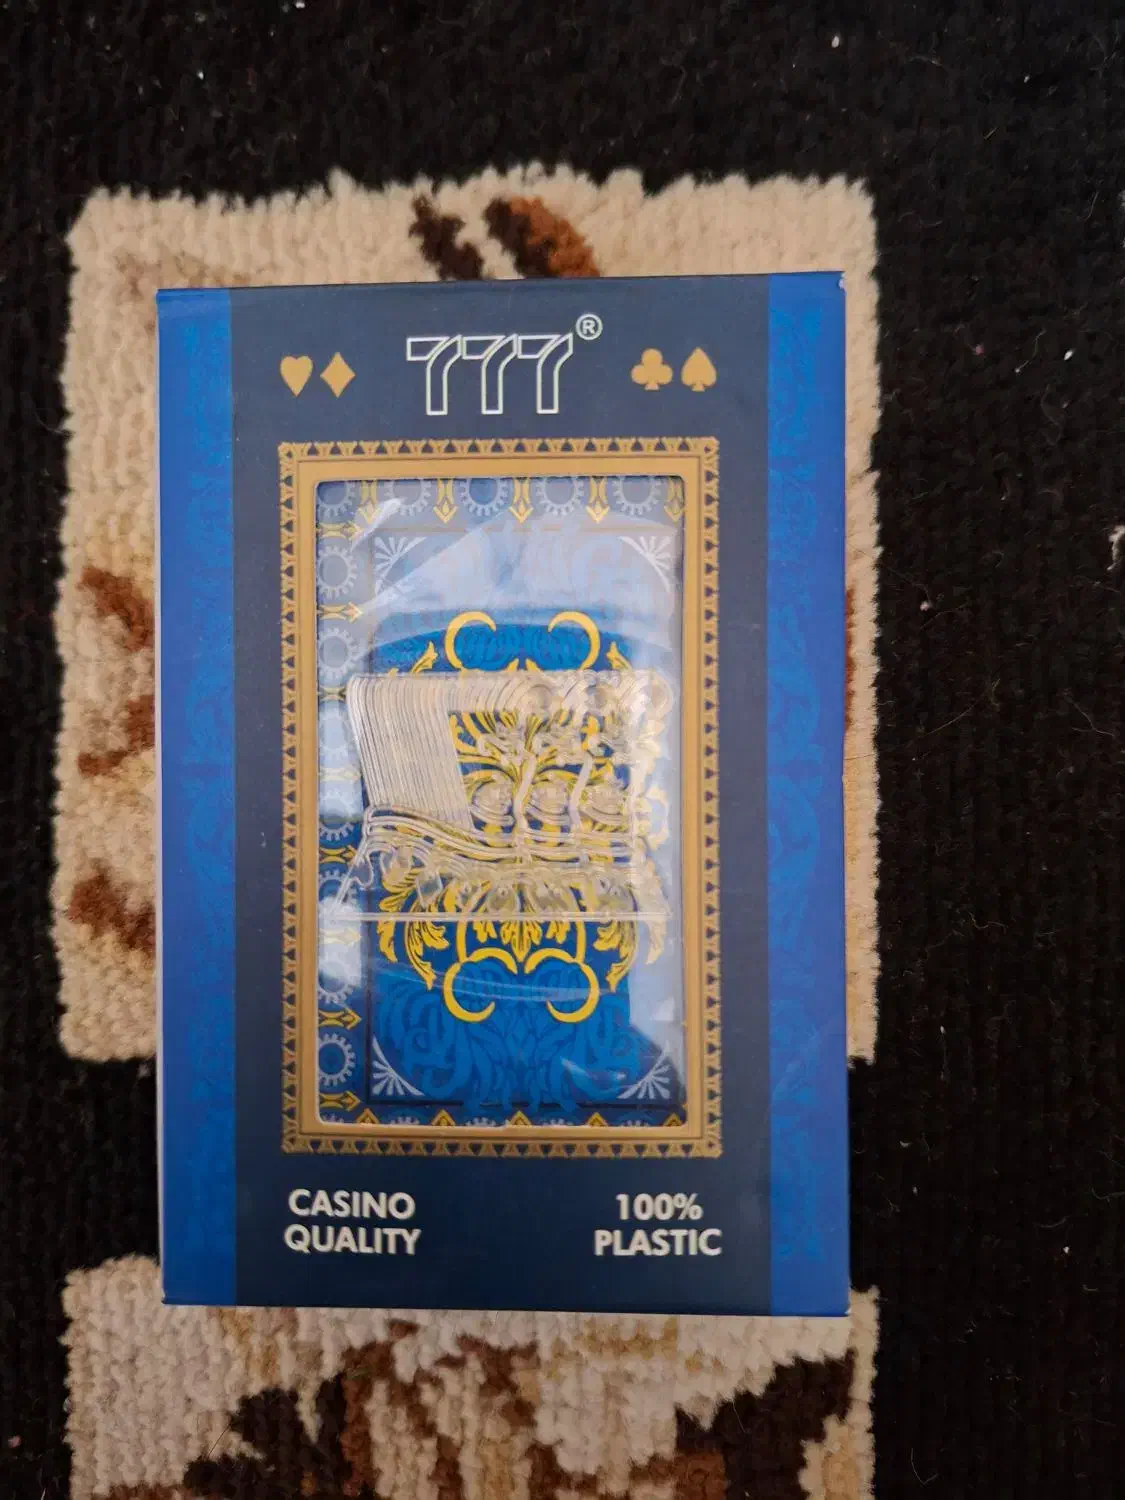 777®
CASINO
QUALITY
100%
PLASTIC